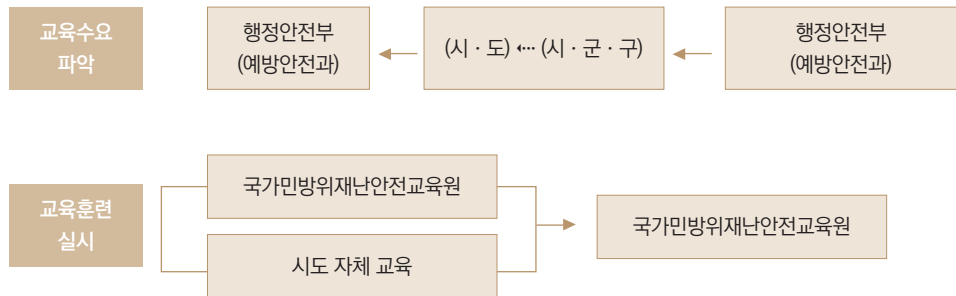 교육수요
파악
행정안전부
(예방안전과)
(시 · 도) ⬸ (시 · 군 · 구)
행정안전부
(예방안전과)
교육훈련
실시
국가민방위재난안전교육원
시도 자체 교육
국가민방위재난안전교육원